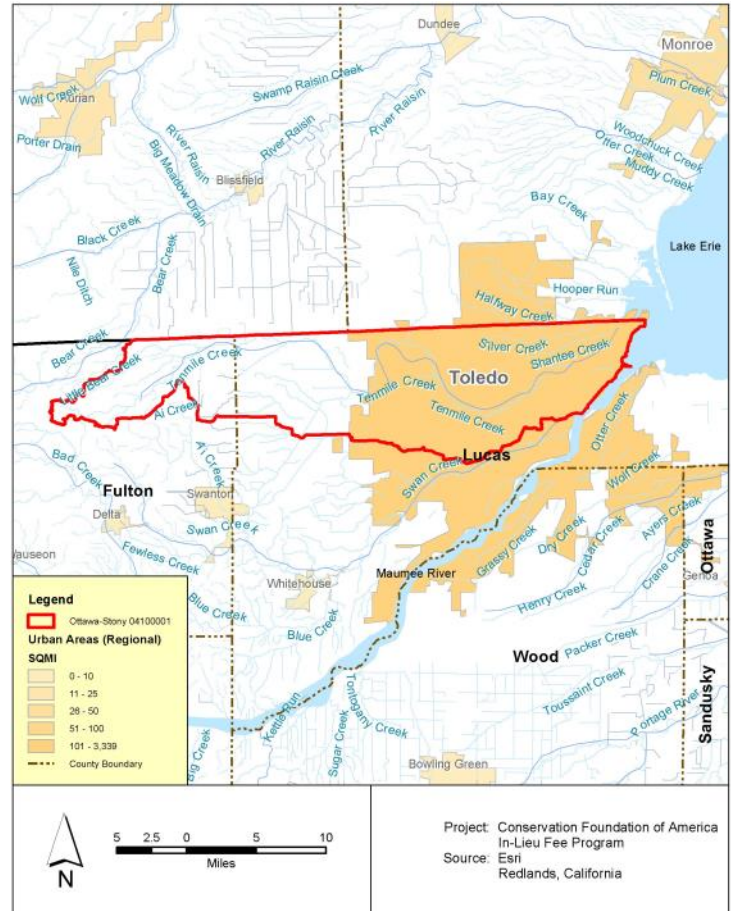 Dundee
Monroe
Plum Creek
Swamp Raisin Creek
Wolf Creek
Adrian
Porter Drain
River Raisin
River Raisin
River Raisin
Big Meadow Drain
Woodchuck Creek
Otter Creek
Muddy Creek
Blissfield
Bay Creek
Black Creek
Bear Creek
Nile Ditch
Lake Erie
Hooper Run
Halfway Creek
Bear Creek
Little Bear Creek
Tenmile Creek
Silver Creek
Shantee Creek
Toledo
Tenmile Creek
Tenmile Creek
Ai Creek
Ai Creek
Otter Creek
Lucas
Swan Creek
Wolf Creek
Bad Creek
Fulton
Swanton
Delta
Swan Creek
Ayers Creek
Ottawa
Cedar Creek
Dry Creek
Crane Creek
Grassy Creek
Genoa
Wauseon
Fewless Creek
Maumee River
Whitehouse
Henry Creek
Blue Creek
Blue Creek
Packer Creek
Wood
Toussaint Creek
Portage River
Sandusky
Kettle Run
Tontogany Creek
Sugar Creek
Big Creek
Bowling Green
Legend
Ottawa-Stony 04100001
Urban Areas (Regional)
SQMI
0 - 10
11 - 25
26 - 50
51 - 100
101 - 3,339
County Boundary
N
5 2.5 0 5 10
Miles
Project: Conservation Foundation of America
In-Lieu Fee Program
Source: Esri
Redlands, California